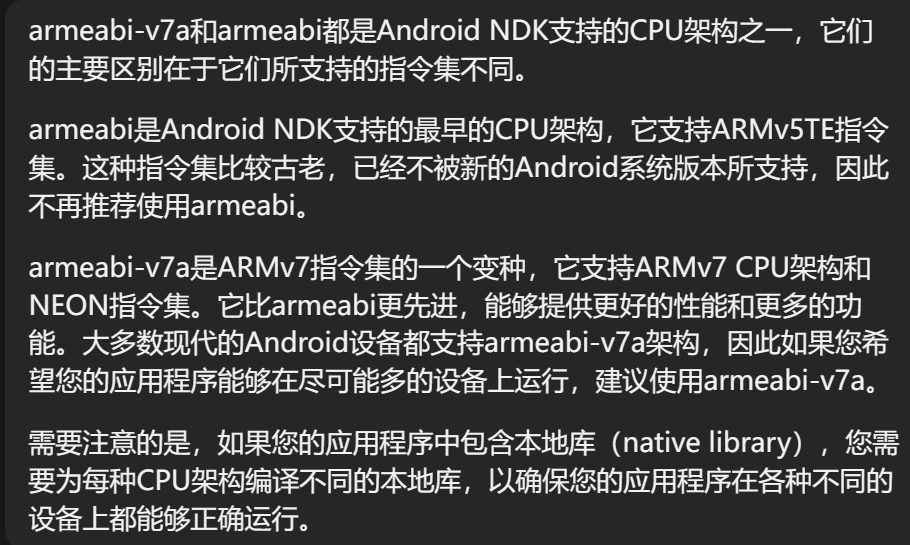 armeabi-v7a和armeabi都是Android NDK支持的CPU架构之一，它们
的主要区别在于它们所支持的指令集不同。
armeabi是Android NDK支持的最早的CPU架构，它支持ARMv5TE指令
集。这种指令集比较古老，已经不被新的Android系统版本所支持，因此
不再推荐使用armeabi。
armeabi-v7a是ARMv7指令集的一个变种，它支持ARMv7 CPU架构和
NEON指令集。它比armeabi更先进，能够提供更好的性能和更多的功
能。大多数现代的Android设备都支持armeabi-v7a架构，因此如果您希
望您的应用程序能够在尽可能多的设备上运行，建议使用armeabi-v7a。
需要注意的是，如果您的应用程序中包含本地库（native library），您需
要为每种CPU架构编译不同的本地库，以确保您的应用程序在各种不同的
设备上都能够正确运行。